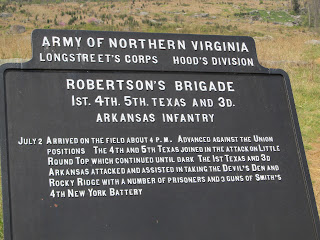 ARMY OF NORTHERN VIRGINIA
LONGSTREET'S CORPS HOOD'S DIVISION
ROBERTSON'S BRIGADE
1ST. 4TH. 5TH. TEXAS AND 3D.
ARKANSAS INFANTRY
JULY 2 ARRIVED ON THE FIELD ABOUT 4 P.M. ADVANCED AGAINST THE UNION
POSITIONS THE 4TH AND 5TH TEXAS JOINED IN THE ATTACK ON LITTLE
ROUND TOP WHICH CONTINUED UNTIL DARK THE 1ST TEXAS AND 3D
ARKANSAS ATTACKED AND ASSISTED IN TAKING THE DEVIL'S DEN AND
ROCKY RIDGE WITH A NUMBER OF PRISONERS AND 3 GUNS OF SMITH'S
4TH NEW YORK BATTERY